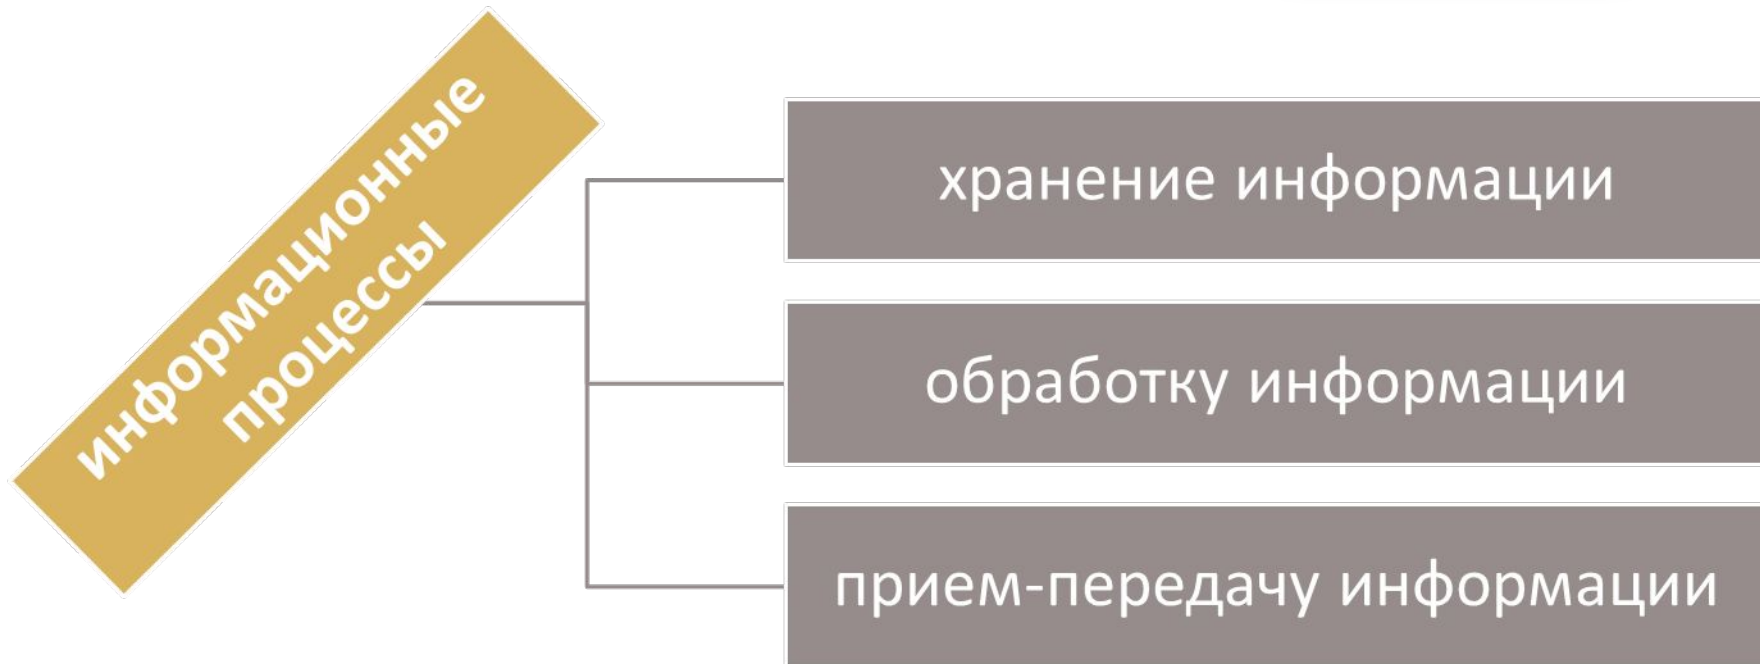 информационные
процессы
хранение информации
обработку информации
прием-передачу информации